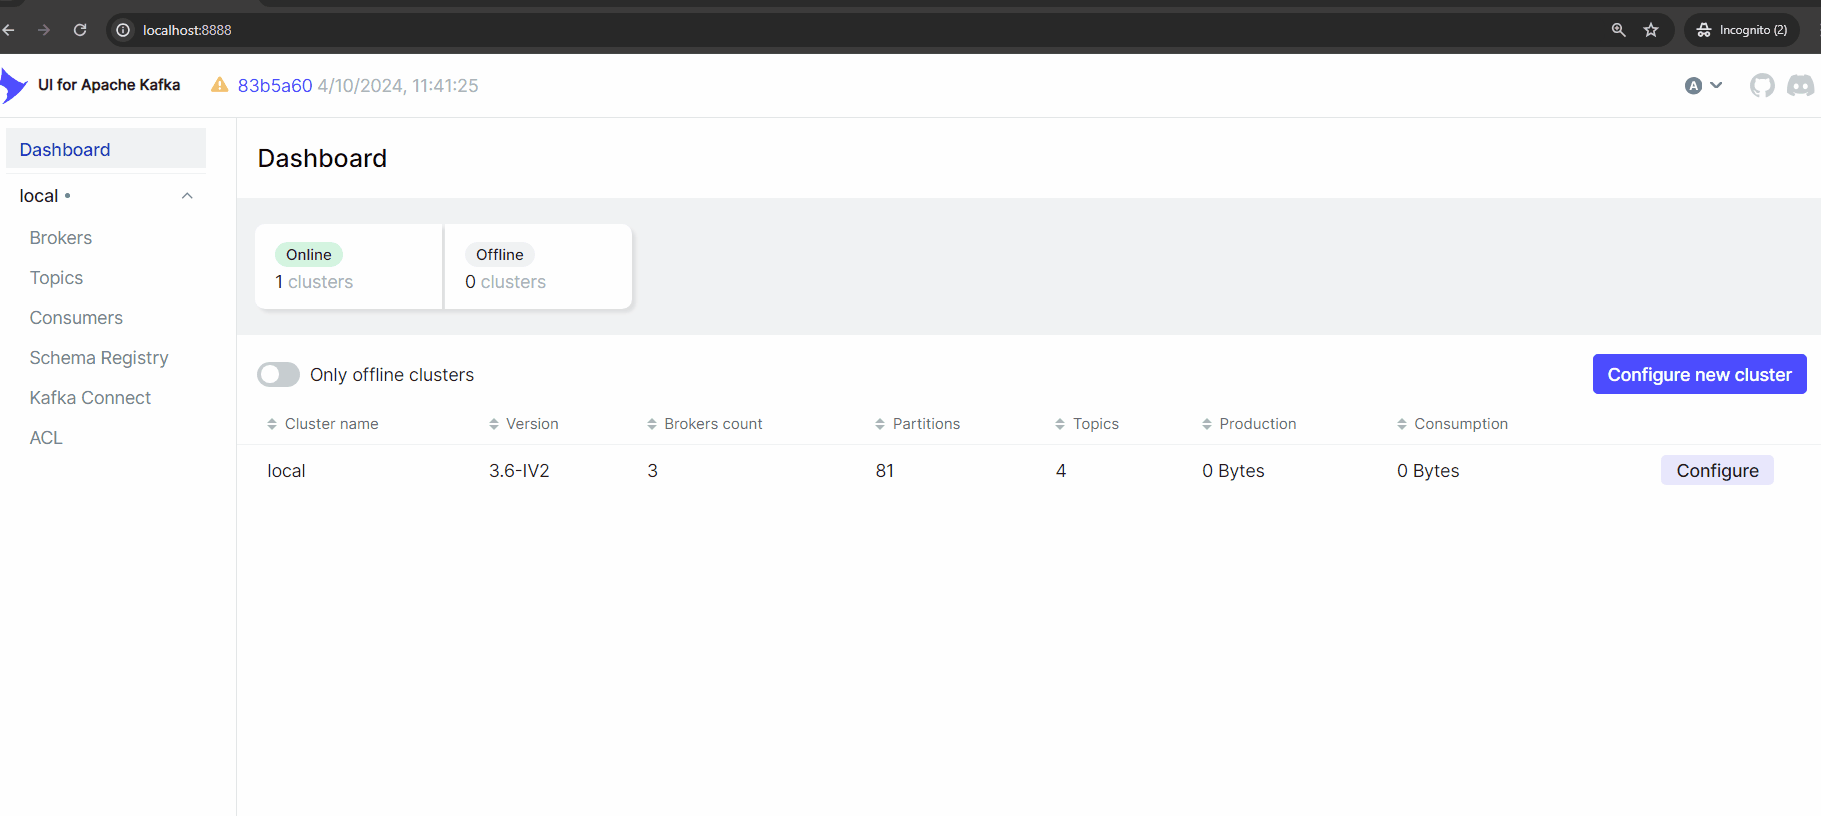 localhost:8888
Incognito (2)
UI for Apache Kafka
83b5a60 4/10/2024, 11:41:25
A
Dashboard
local
Brokers
Topics
Consumers
Schema Registry
Kafka Connect
ACL
Dashboard
Online
1 clusters
Offline
0 clusters
Only offline clusters
Configure new cluster
Cluster name Version Brokers count Partitions Topics Production Consumption
local 3.6-IV2 3 81 4 0 Bytes 0 Bytes Configure